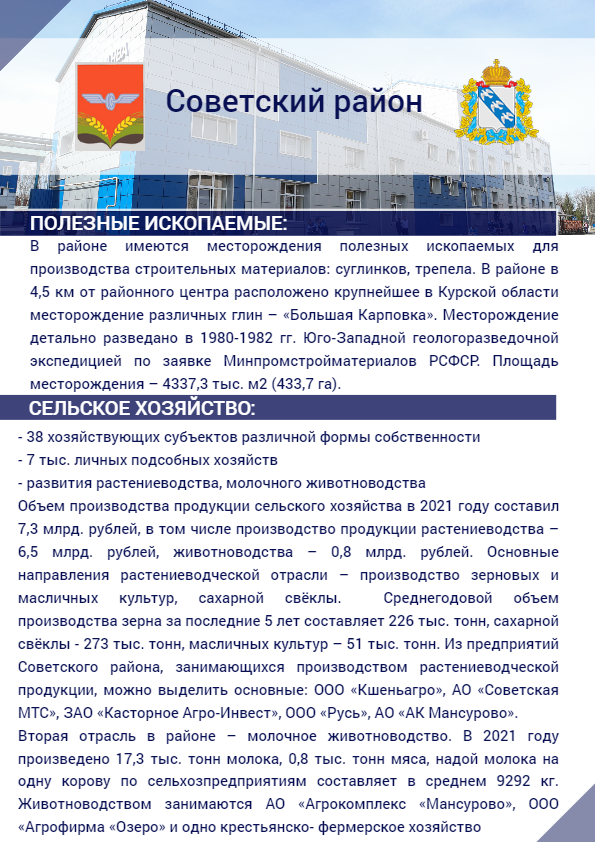 Советский район
ПОЛЕЗНЫЕ ИСКОПАЕМЫЕ:
В районе имеются месторождения полезных ископаемых для
производства строительных материалов: суглинков, трепела. В районе в
4,5 км от районного центра расположено крупнейшее в Курской области
месторождение различных глин – «Большая Карповка». Месторождение
детально разведано в 1980-1982 гг. Юго-Западной геологоразведочной
экспедицией по заявке Минпромстройматериалов РСФСР. Площадь
месторождения – 4337,3 тыс. м2 (433,7 га).
СЕЛЬСКОЕ ХОЗЯЙСТВО:
- 38 хозяйствующих субъектов различной формы собственности
- 7 тыс. личных подсобных хозяйств
- развития растениеводства, молочного животноводства
Объем производства продукции сельского хозяйства в 2021 году составил
7,3 млрд. рублей, в том числе производство продукции растениеводства –
6,5 млрд. рублей, животноводства – 0,8 млрд. рублей. Основные
направления растениеводческой отрасли – производство зерновых и
масличных культур, сахарной свёклы. Среднегодовой объем
производства зерна за последние 5 лет составляет 226 тыс. тонн, сахарной
свёклы - 273 тыс. тонн, масличных культур – 51 тыс. тонн. Из предприятий
Советского района, занимающихся производством растениеводческой
продукции, можно выделить основные: ООО «Кшеньагро», АО «Советская
МТС», ЗАО «Касторное Агро-Инвест», ООО «Русь», АО «АК Мансурово».
Вторая отрасль в районе – молочное животноводство. В 2021 году
произведено 17,3 тыс. тонн молока, 0,8 тыс. тонн мяса, надой молока на
одну корову по сельхозпредприятиям составляет в среднем 9292 кг.
Животноводством занимаются АО «Агрокомплекс «Мансурово», ООО
«Агрофирма «Озеро» и одно крестьянско- фермерское хозяйство